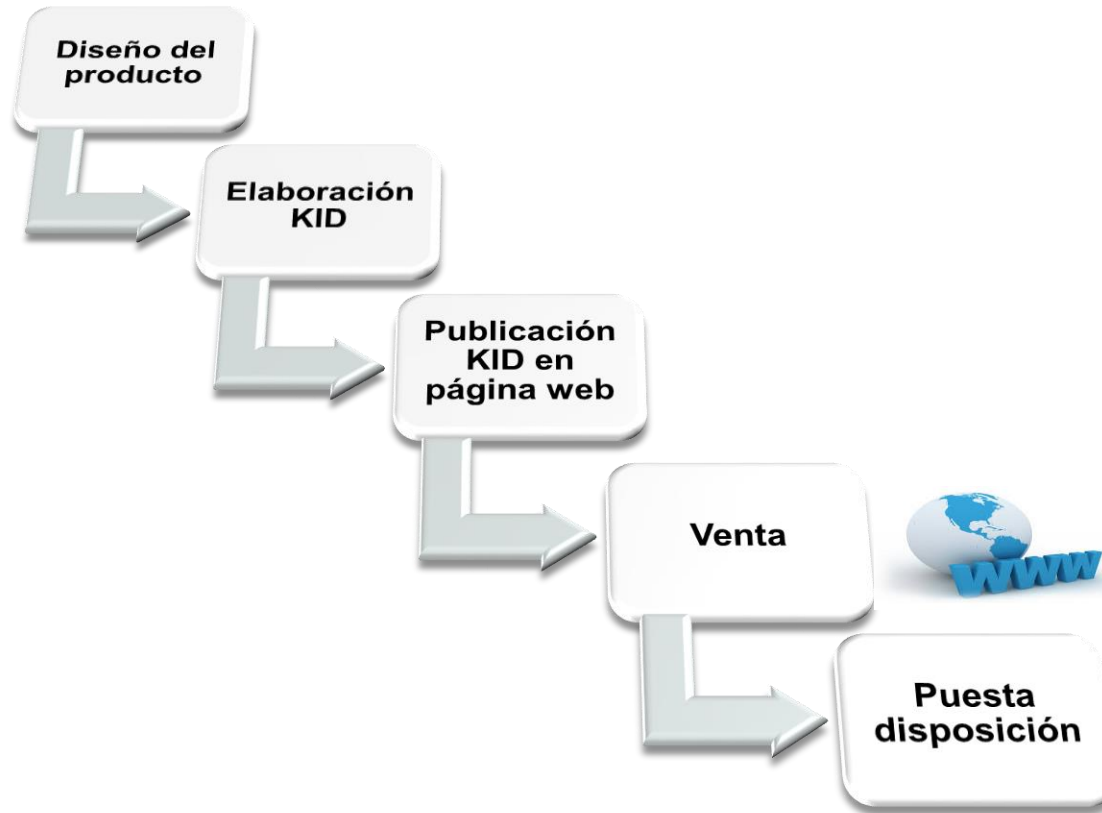 Diseño del
producto
Elaboración
KID
Publicación
KID en
página web
Venta
www
Puesta
disposición